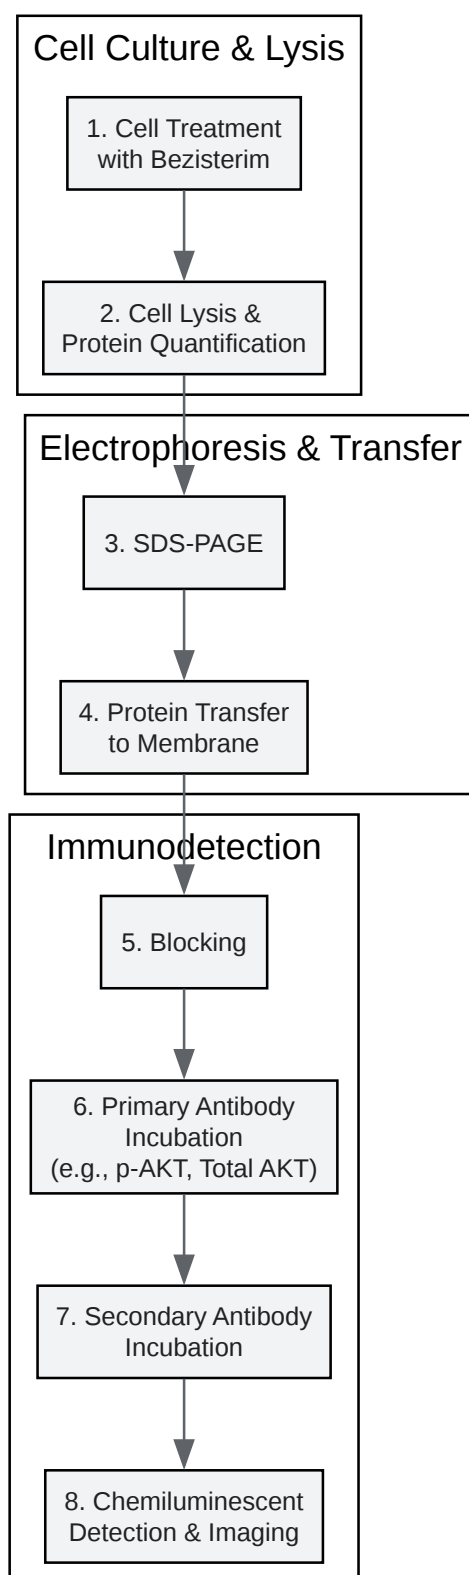 Cell Culture & Lysis
1. Cell Treatment
with Bezisterim
2. Cell Lysis &
Protein Quantification
Electrophoresis & Transfer
3. SDS-PAGE
4. Protein Transfer
to Membrane
Immunodetection
5. Blocking
6. Primary Antibody
Incubation
(e.g., p-AKT, Total AKT)
7. Secondary Antibody
Incubation
8. Chemiluminescent
Detection & Imaging